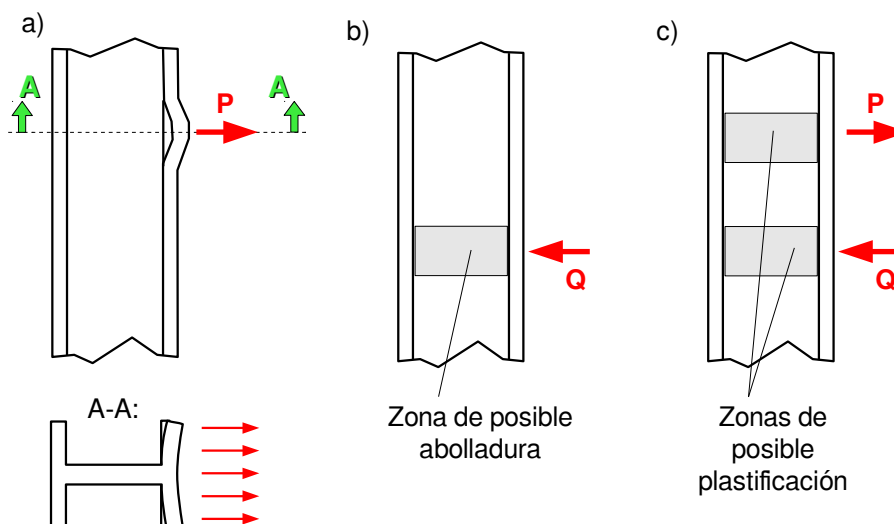 a)
b)
c)
A
A
P
P
Q
Q
A-A:
Zona de posible
abolladura
Zonas de
posible
plastificación